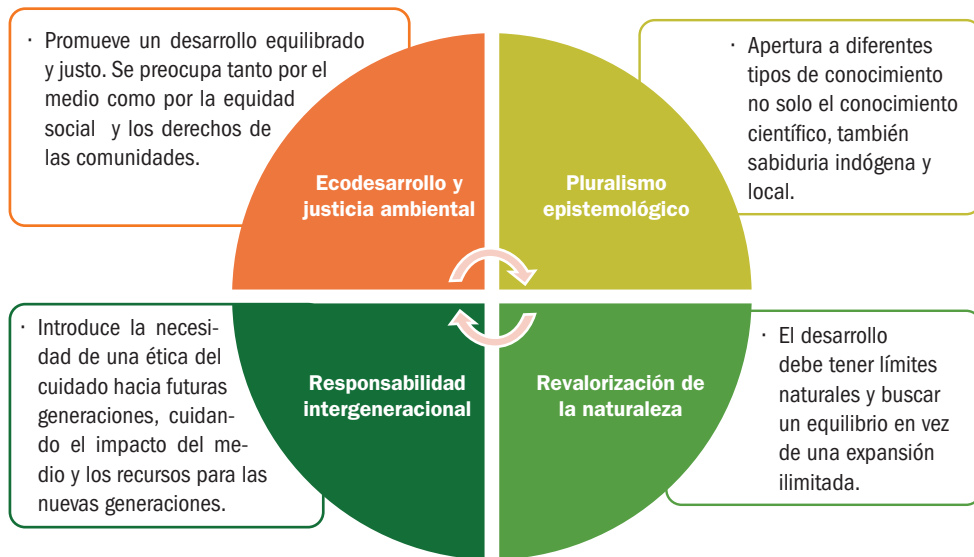 · Promueve un desarrollo equilibrado
y justo. Se preocupa tanto por el
medio como por la equidad
social y los derechos de
las comunidades.
Ecodesarrollo y
justicia ambiental
· Apertura a diferentes
tipos de conocimiento
no solo el conocimiento
científico, también
sabiduria indógena y
local.
Pluralismo
epistemológico
· Introduce la necesi-
dad de una ética del
cuidado hacia futuras
generaciones, cuidan-
do el impacto del me-
dio y los recursos para las
nuevas generaciones.
Responsabilidad
intergeneracional
Revalorización de
la naturaleza
· El desarrollo
debe tener límites
naturales y buscar
un equilibrio en vez
de una expansión
ilimitada.